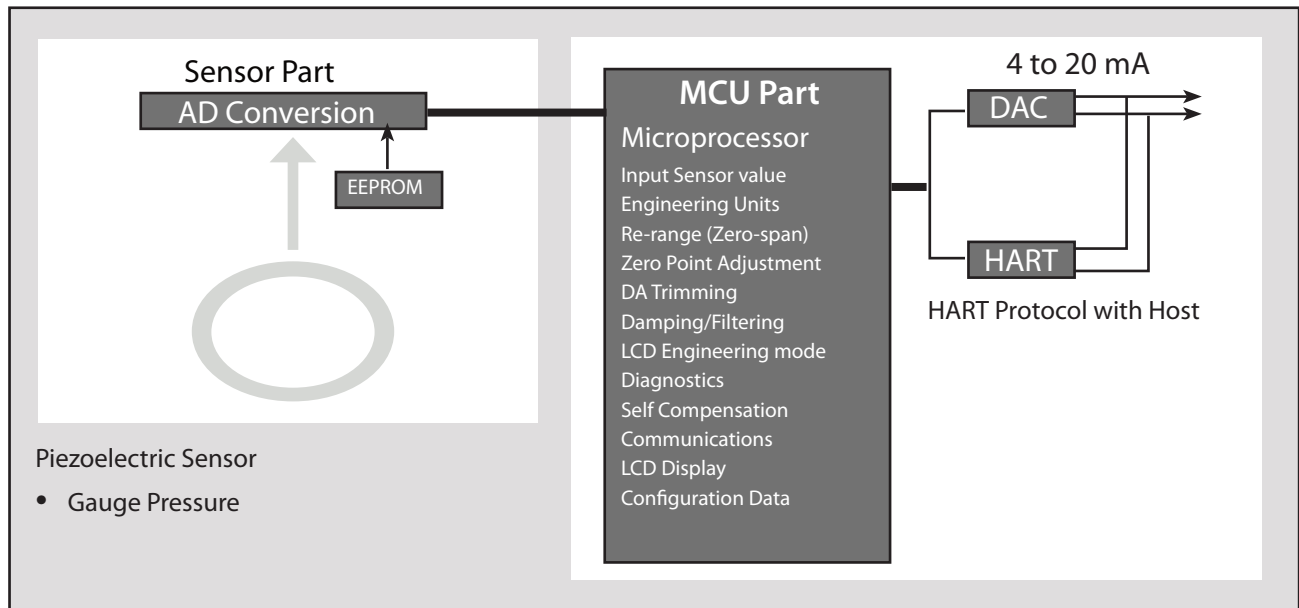 Sensor Part
AD Conversion
EEPROM
Piezoelectric Sensor
• Gauge Pressure
MCU Part
Microprocessor
Input Sensor value
Engineering Units
Re-range (Zero-span)
Zero Point Adjustment
DA Trimming
Damping/Filtering
LCD Engineering mode
Diagnostics
Self Compensation
Communications
LCD Display
Configuration Data
4 to 20 mA
DAC
HART
HART Protocol with Host